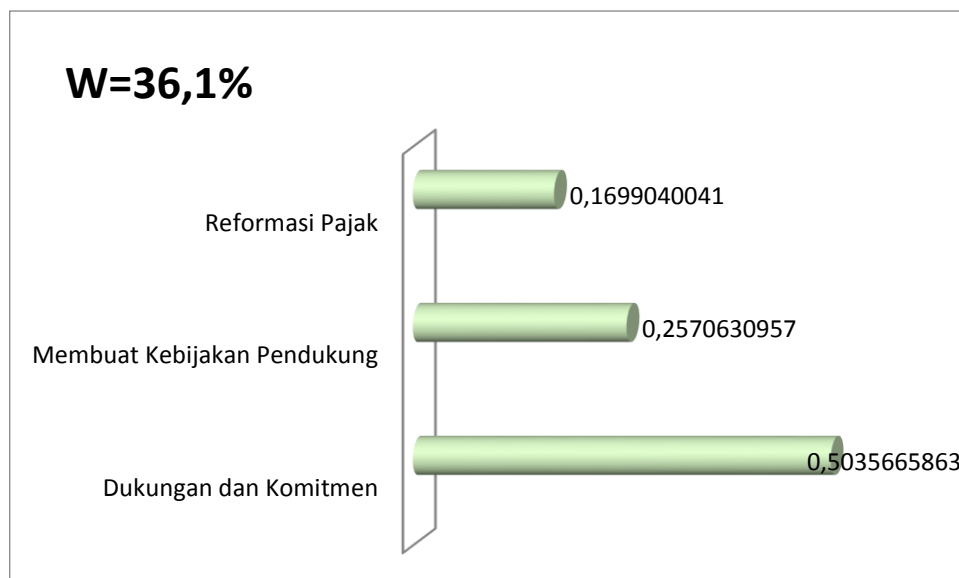 W=36,1%
Reformasi Pajak
0,1699040041
Membuat Kebijakan Pendukung
0,2570630957
Dukungan dan Komitmen
0,5035665863